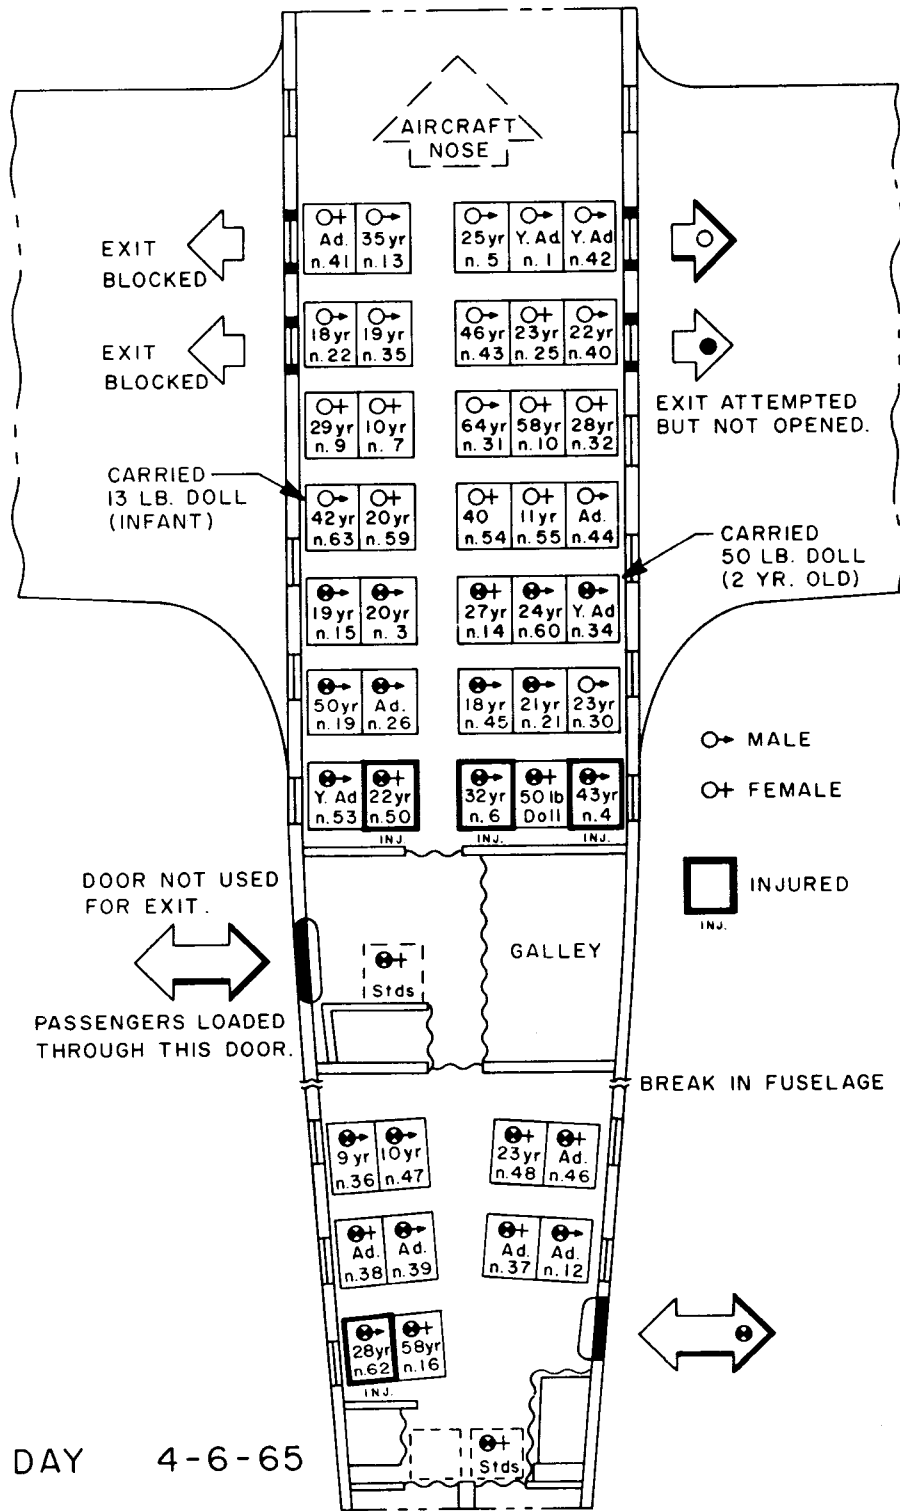 AIRCRAFT
NOSE
EXIT
BLOCKED
Ad.
n. 41
35yr
n. 13
25yr
n. 5
Y. Ad
n. 1
Y. Ad
n. 42
EXIT
BLOCKED
18yr
n. 22
19yr
n. 35
46yr
n. 43
23yr
n. 25
22yr
n. 40
EXIT ATTEMPTED
BUT NOT OPENED.
29yr
n. 9
10yr
n. 7
64yr
n. 31
58yr
n. 10
28yr
n. 32
CARRIED
13 LB. DOLL
(INFANT)
42yr
n. 63
20yr
n. 59
40
n. 54
11yr
n. 55
Ad.
n. 44
CARRIED
50 LB. DOLL
(2 YR. OLD)
19yr
n. 15
20yr
n. 3
27yr
n. 14
24yr
n. 60
Y. Ad
n. 34
50yr
n. 19
Ad.
n. 26
18yr
n. 45
21yr
n. 21
23yr
n. 30
MALE
FEMALE
Y. Ad
n. 53
22yr
n. 50
INJ.
32yr
n. 6
INJ.
50 lb
Doll
43yr
n. 4
INJ.
INJURED
INJ.
DOOR NOT USED
FOR EXIT.
GALLEY
Stds
PASSENGERS LOADED
THROUGH THIS DOOR.
BREAK IN FUSELAGE
9 yr
n. 36
10yr
n. 47
23yr
n. 48
Ad.
n. 46
Ad.
n. 38
Ad.
n. 39
Ad.
n. 37
Ad.
n. 12
28yr
n. 62
INJ.
58yr
n. 16
Stds
DAY 4-6-65